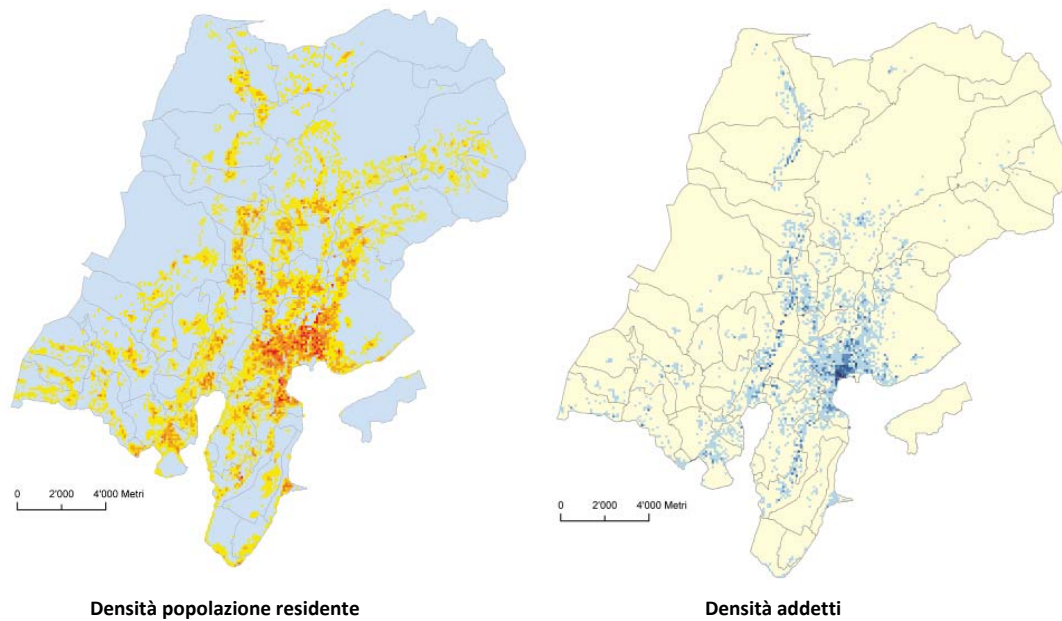 0 2'000 4'000 Metri
0 2'000 4'000 Metri
Densità popolazione residente
Densità addetti